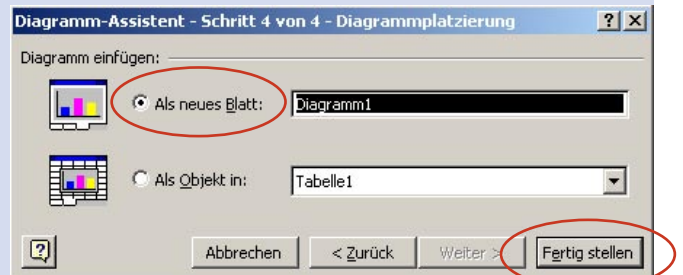 Diagramm-Assistent - Schritt 4 von 4 - Diagrammplatzierung
Diagramm einfügen:
Als neues Blatt: Diagramm1
Als Objekt in: Tabelle1
Abbrechen < Zurück Weiter > Fertig stellen